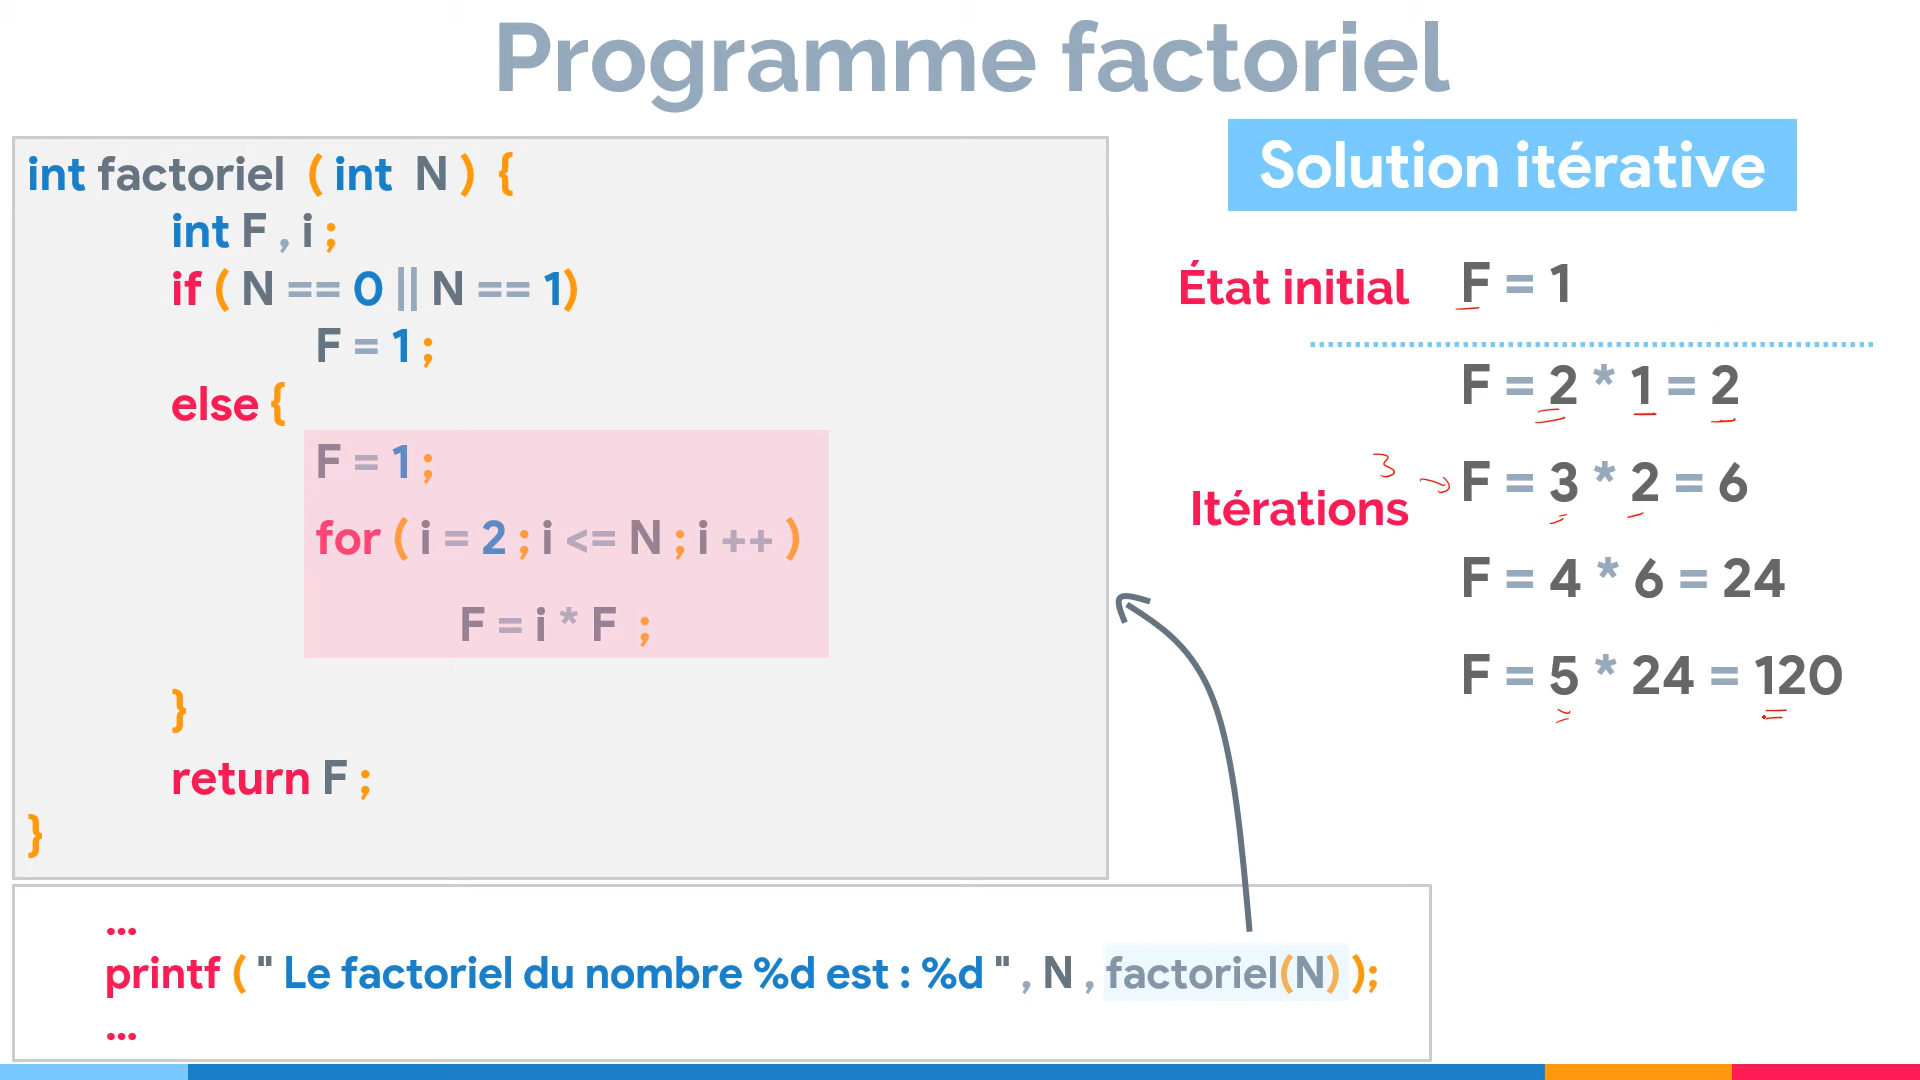 Programme factoriel
int factoriel ( int N ) {
int F , i ;
if ( N == 0 || N == 1)
F = 1 ;
else {
F = 1 ;
for ( i = 2 ; i <= N ; i ++ )
F = i * F ;
}
return F ;
}
...
printf ( " Le factoriel du nombre %d est : %d " , N , factoriel(N) );
...
Solution itérative
État initial F = 1
F = 2 * 1 = 2
3
Itérations
F = 3 * 2 = 6
F = 4 * 6 = 24
F = 5 * 24 = 120